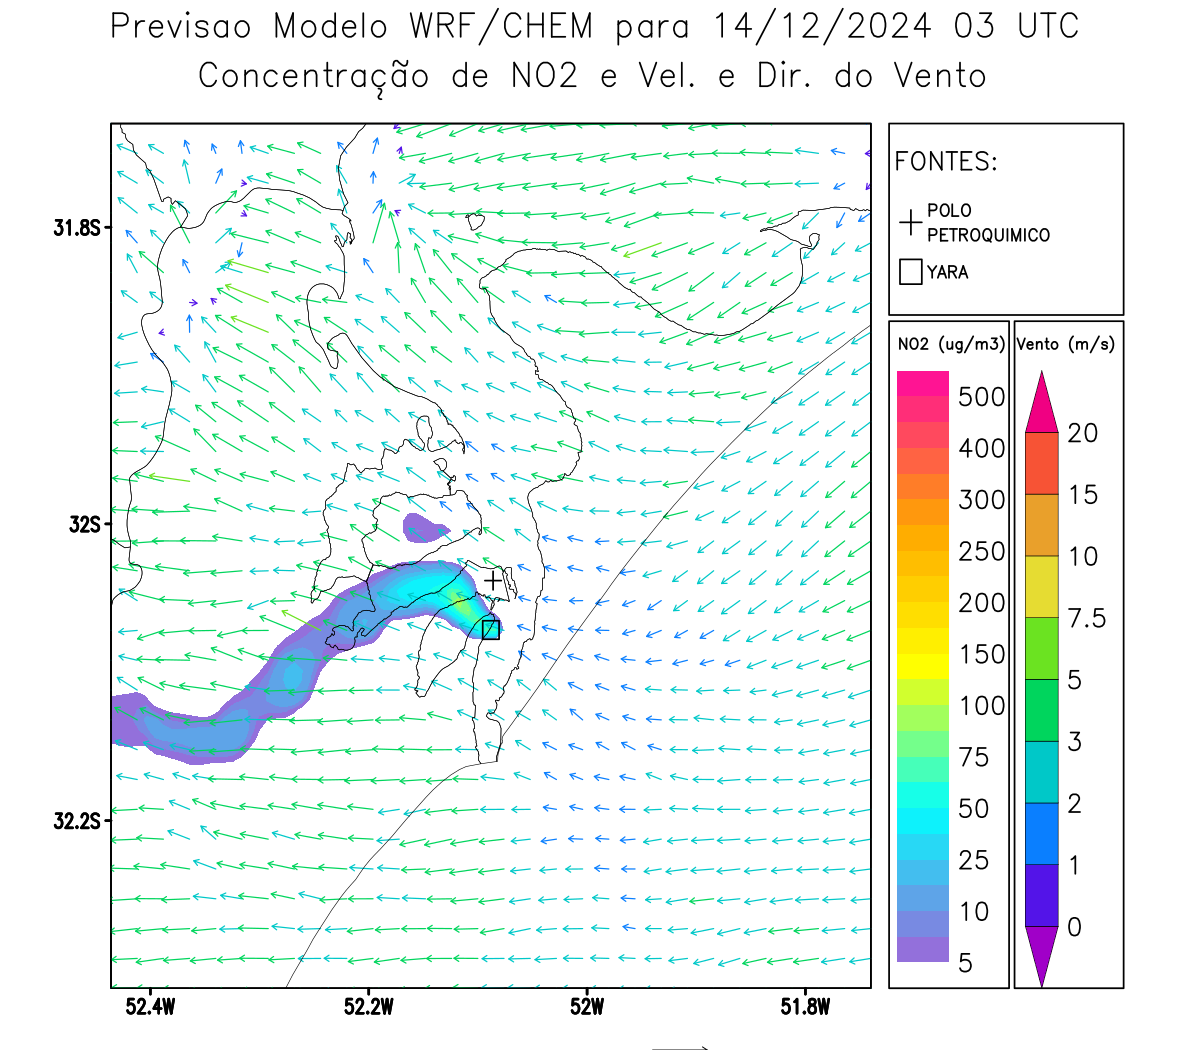 Previsao Modelo WRF/CHEM para 14/12/2024 03 UTC
Concentração de NO2 e Vel. e Dir. do Vento
FONTES:
POLO
PETROQUIMICO
YARA
NO2 (ug/m3)
500
400
300
250
200
150
100
75
50
25
10
5
Vento (m/s)
20
15
10
7.5
5
3
2
1
0
31.8S
32S
32.2S
52.4W
52.2W
52W
51.8W